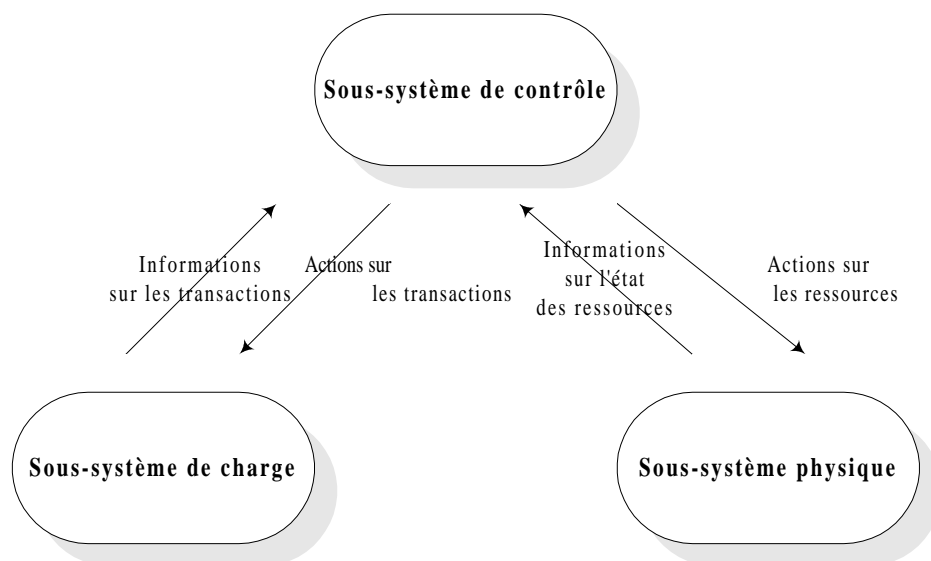 Sous-système de contrôle
Informations
sur les transactions
Actions sur
les transactions
Informations
sur l'état
des ressources
Actions sur
les ressources
Sous-système de charge
Sous-système physique